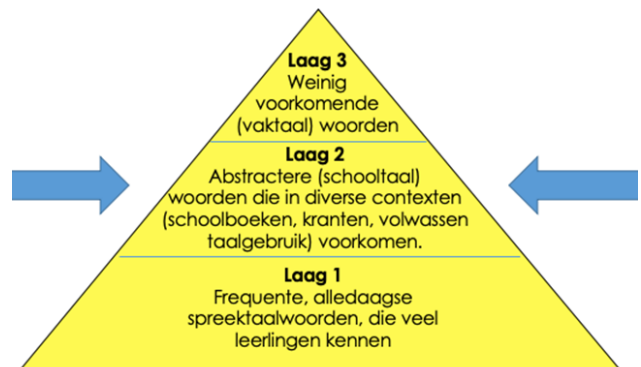 Laag 3
Weinig
voorkomende
(vaktaal) woorden
Laag 2
Abstractere (schooltaal)
woorden die in diverse contexten
(schoolboeken, kranten, volwassen
taalgebruik) voorkomen.
Laag 1
Frequente, alledaagse
spreektaalwoorden, die veel
leerlingen kennen